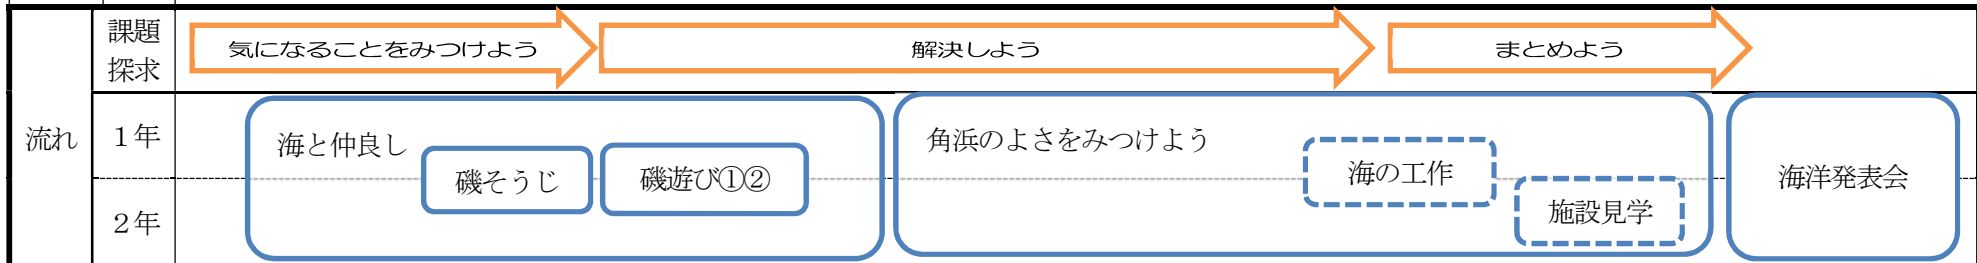 流れ
課題
探求
気になることをみつけよう
解決しよう
まとめよう
1年
2年
海と仲良し
磯そうじ
磯遊び①②
角浜のよさをみつけよう
海の工作
施設見学
海洋発表会